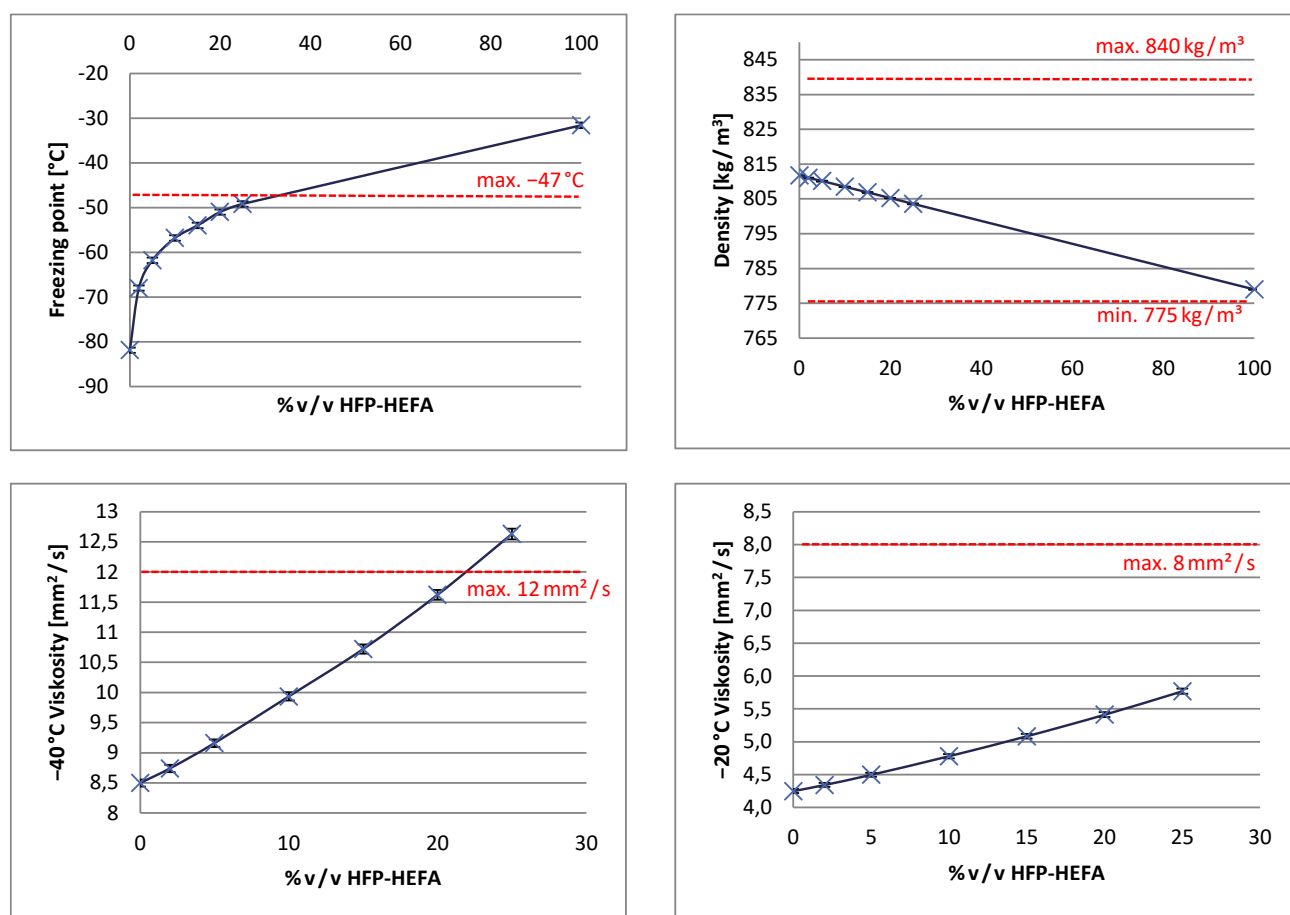 0 20 40 60 80 100
-20
-30
-40
-50
-60
-70
-80
-90
Freezing point [°C]
max. −47 °C
% v / v HFP-HEFA
845
835
825
815
805
795
785
775
765
Density [kg / m³]
max. 840 kg / m³
min. 775 kg / m³
0 20 40 60 80 100
% v / v HFP-HEFA
13
12,5
12
11,5
11
10,5
10
9,5
9
8,5
8
−40 °C Viskosity [mm² / s]
max. 12 mm² / s
0 10 20 30
% v / v HFP-HEFA
8,5
8,0
7,5
7,0
6,5
6,0
5,5
5,0
4,5
4,0
−20 °C Viskosity [mm² / s]
max. 8 mm² / s
0 5 10 15 20 25 30
% v / v HFP-HEFA